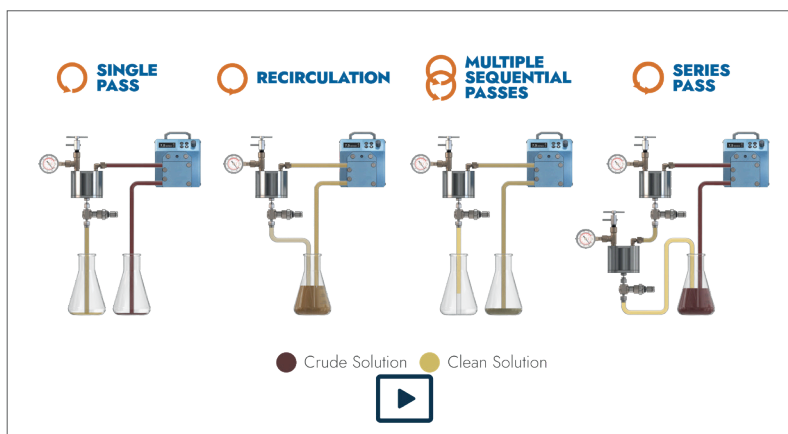 SINGLE
PASS
RECIRCULATION
MULTIPLE
SEQUENTIAL
PASSES
SERIES
PASS
Crude Solution
Clean Solution